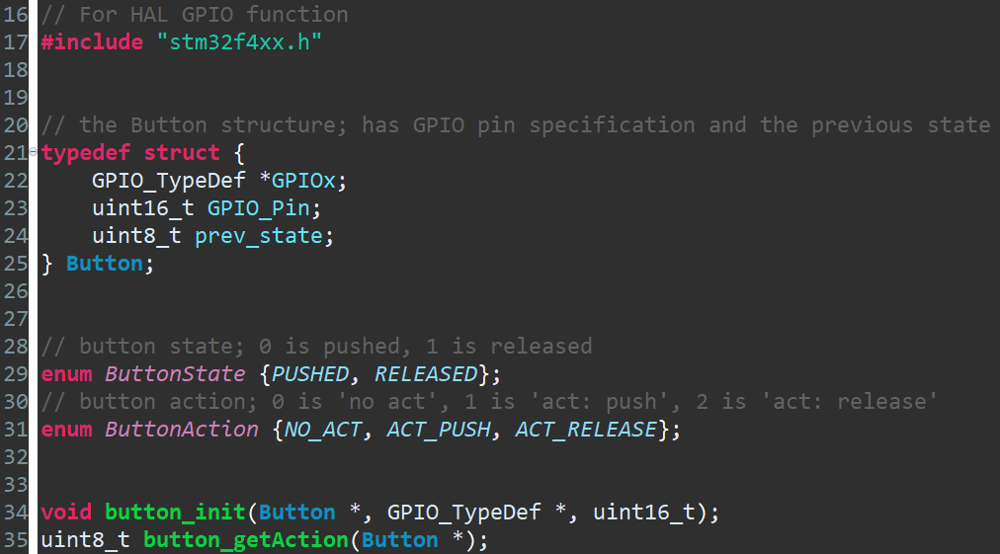 16 // For HAL GPIO function
17 #include "stm32f4xx.h"
18
19
20 // the Button structure; has GPIO pin specification and the previous state
21 typedef struct {
22     GPIO_TypeDef *GPIOx;
23     uint16_t GPIO_Pin;
24     uint8_t prev_state;
25 } Button;
26
27
28 // button state; 0 is pushed, 1 is released
29 enum ButtonState {PUSHED, RELEASED};
30 // button action; 0 is 'no act', 1 is 'act: push', 2 is 'act: release'
31 enum ButtonAction {NO_ACT, ACT_PUSH, ACT_RELEASE};
32
33
34 void button_init(Button *, GPIO_TypeDef *, uint16_t);
35 uint8_t button_getAction(Button *);